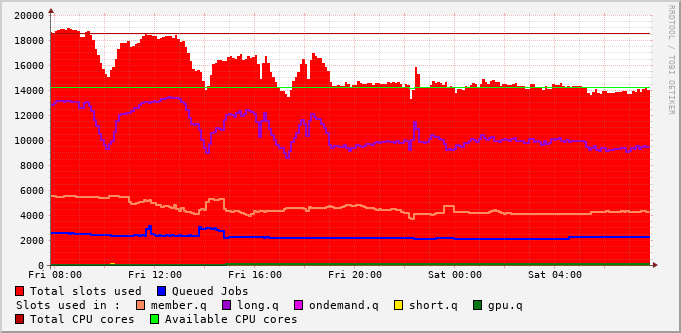 RRDTOOL / TOBI OETIKER
20000
18000
16000
14000
12000
10000
8000
6000
4000
2000
0
Fri 08:00 Fri 12:00 Fri 16:00 Fri 20:00 Sat 00:00 Sat 04:00
Total slots used Queued Jobs
Slots used in : member.q long.q ondemand.q short.q gpu.q
Total CPU cores Available CPU cores